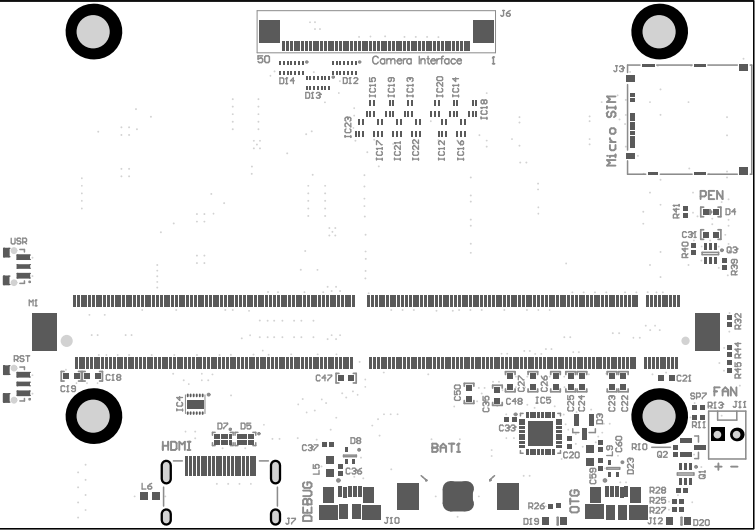 J6
50
Camera Interface
1
D14
D12
D13
J3
Micro SIM
IC15
IC19
IC13
IC20
IC14
IC18
IC23
IC17
IC21
IC22
IC12
IC16
PEN
R41
D4
C31
R40
Q3
R39
USR
M1
R32
R44
R45
RST
C19
C18
C47
C21
C50
C35
C48
C27
C26
C25
C24
C23
C22
IC4
IC5
C33
D3
C20
SP7
FAN
R13
J11
R11
HDMI
D7
D5
C37
D8
L5
C36
BAT1
C59
L9
C60
D23
R10
Q2
Q1
+ -
L6
J7
DEBUG
J10
R26
D19
OTG
R28
R25
R27
J12
D20